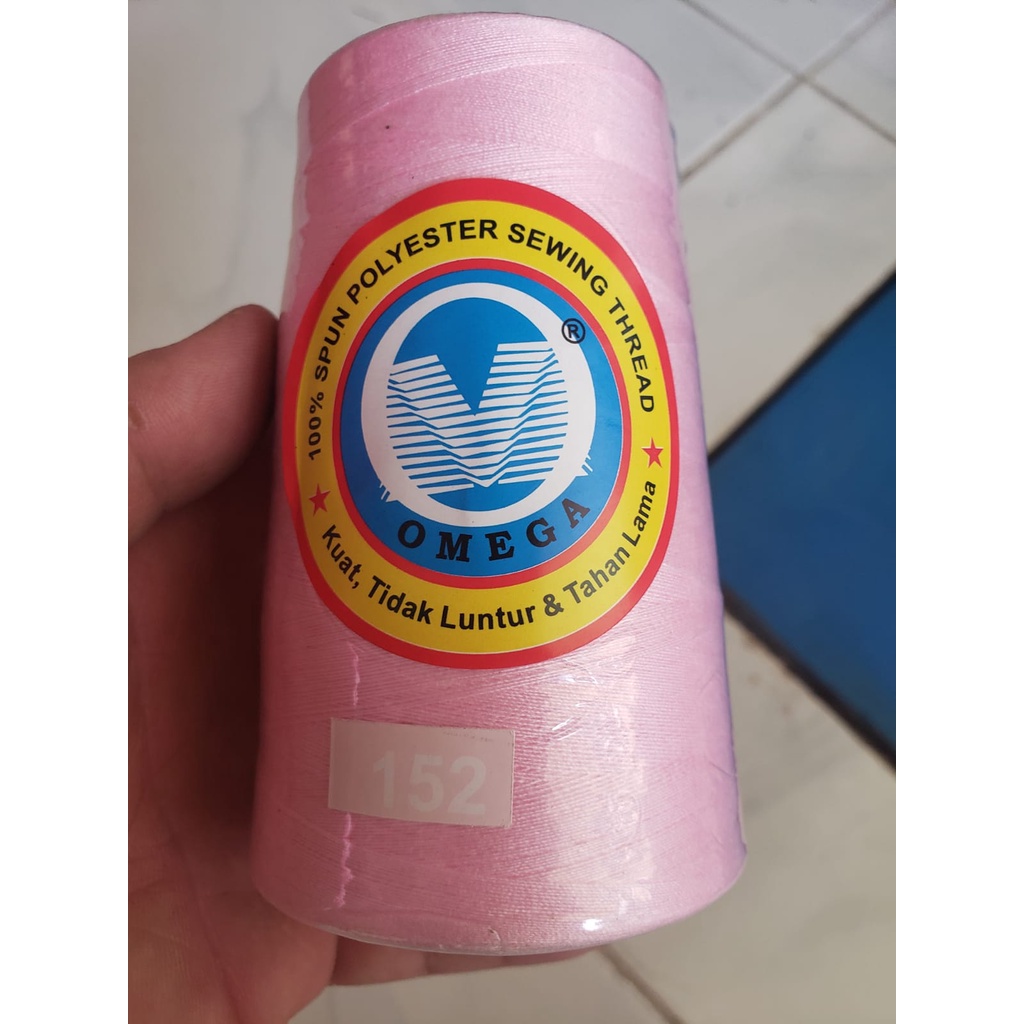 100% SPUN POLYESTER SEWING THREAD
®
OMEGA
Kuat, Tidak Luntur & Tahan Lama
152